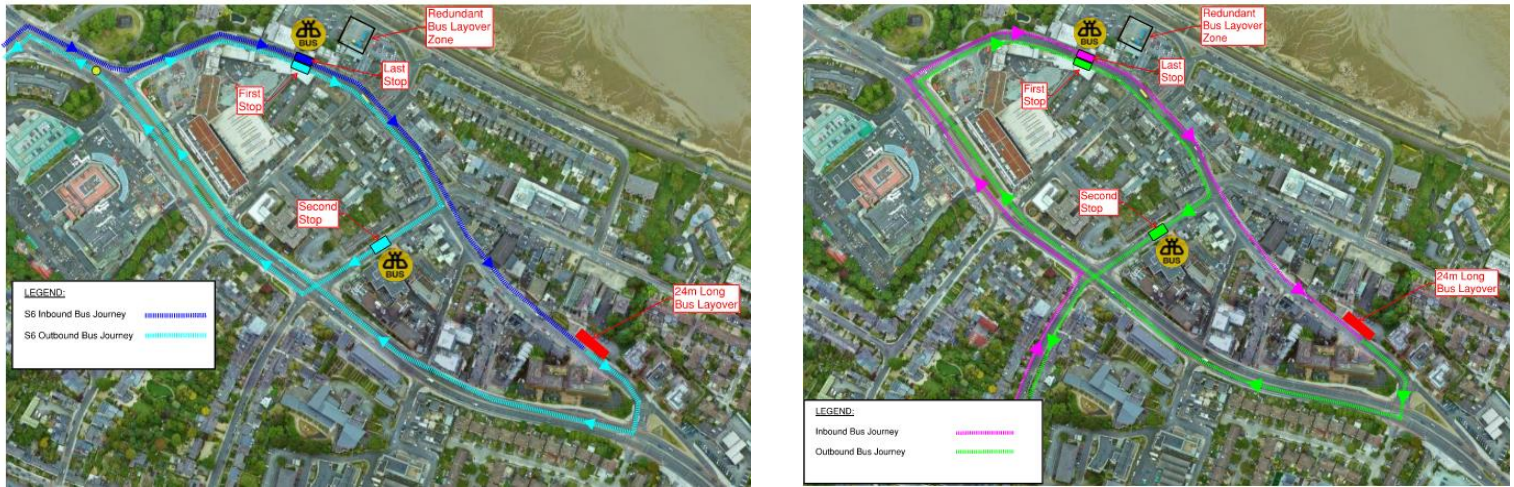 Redundant
Bus Layover
Zone
BUS
Last
Stop
First
Stop
Second
Stop
BUS
24m Long
Bus Layover
LEGEND:
S6 Inbound Bus Journey
S6 Outbound Bus Journey
Redundant
Bus Layover
Zone
BUS
Last
Stop
First
Stop
Second
Stop
BUS
24m Long
Bus Layover
LEGEND:
Inbound Bus Journey
Outbound Bus Journey